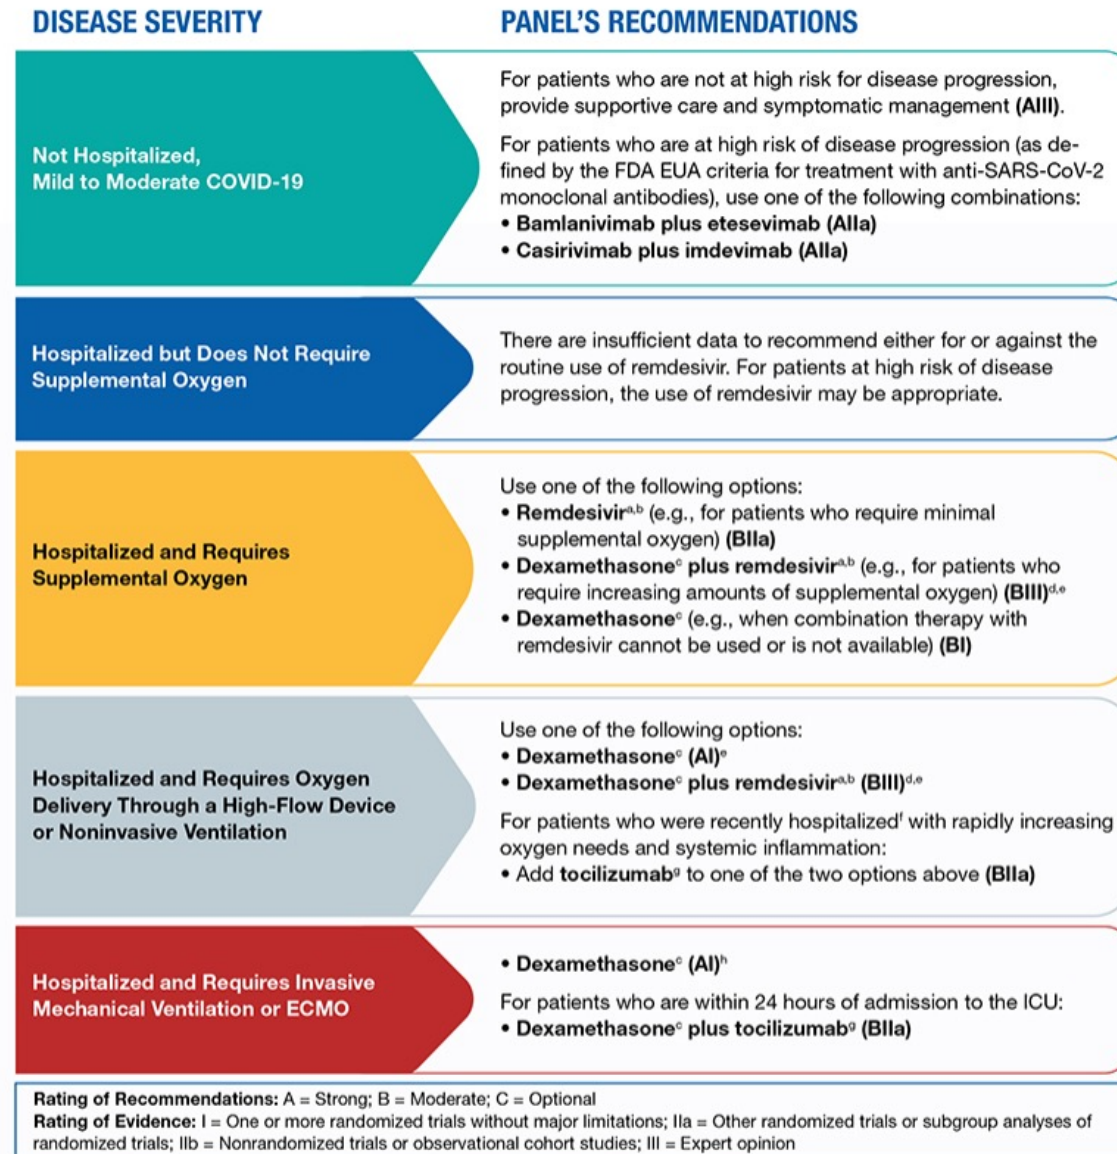 DISEASE SEVERITY
PANEL'S RECOMMENDATIONS
Not Hospitalized,
Mild to Moderate COVID-19
For patients who are not at high risk for disease progression,
provide supportive care and symptomatic management (AIII).
For patients who are at high risk of disease progression (as de-
fined by the FDA EUA criteria for treatment with anti-SARS-CoV-2
monoclonal antibodies), use one of the following combinations:
• Bamlanivimab plus etesevimab (AIIa)
• Casirivimab plus imdevimab (AIIa)
Hospitalized but Does Not Require
Supplemental Oxygen
There are insufficient data to recommend either for or against the
routine use of remdesivir. For patients at high risk of disease
progression, the use of remdesivir may be appropriate.
Hospitalized and Requires
Supplemental Oxygen
Use one of the following options:
• Remdesivirᵃ,ᵇ (e.g., for patients who require minimal
supplemental oxygen) (BIIa)
• Dexamethasoneᶜ plus remdesivirᵃ,ᵇ (e.g., for patients who
require increasing amounts of supplemental oxygen) (BIII)ᵈ,ᵉ
• Dexamethasoneᶜ (e.g., when combination therapy with
remdesivir cannot be used or is not available) (BI)
Hospitalized and Requires Oxygen
Delivery Through a High-Flow Device
or Noninvasive Ventilation
Use one of the following options:
• Dexamethasoneᶜ (AI)ᵉ
• Dexamethasoneᶜ plus remdesivirᵃ,ᵇ (BIII)ᵈ,ᵉ
For patients who were recently hospitalizedᶠ with rapidly increasing
oxygen needs and systemic inflammation:
• Add tocilizumabᵍ to one of the two options above (BIIa)
Hospitalized and Requires Invasive
Mechanical Ventilation or ECMO
• Dexamethasoneᶜ (AI)ʰ
For patients who are within 24 hours of admission to the ICU:
• Dexamethasoneᶜ plus tocilizumabᵍ (BIIa)
Rating of Recommendations: A = Strong; B = Moderate; C = Optional
Rating of Evidence: I = One or more randomized trials without major limitations; IIa = Other randomized trials or subgroup analyses of
randomized trials; IIb = Nonrandomized trials or observational cohort studies; III = Expert opinion